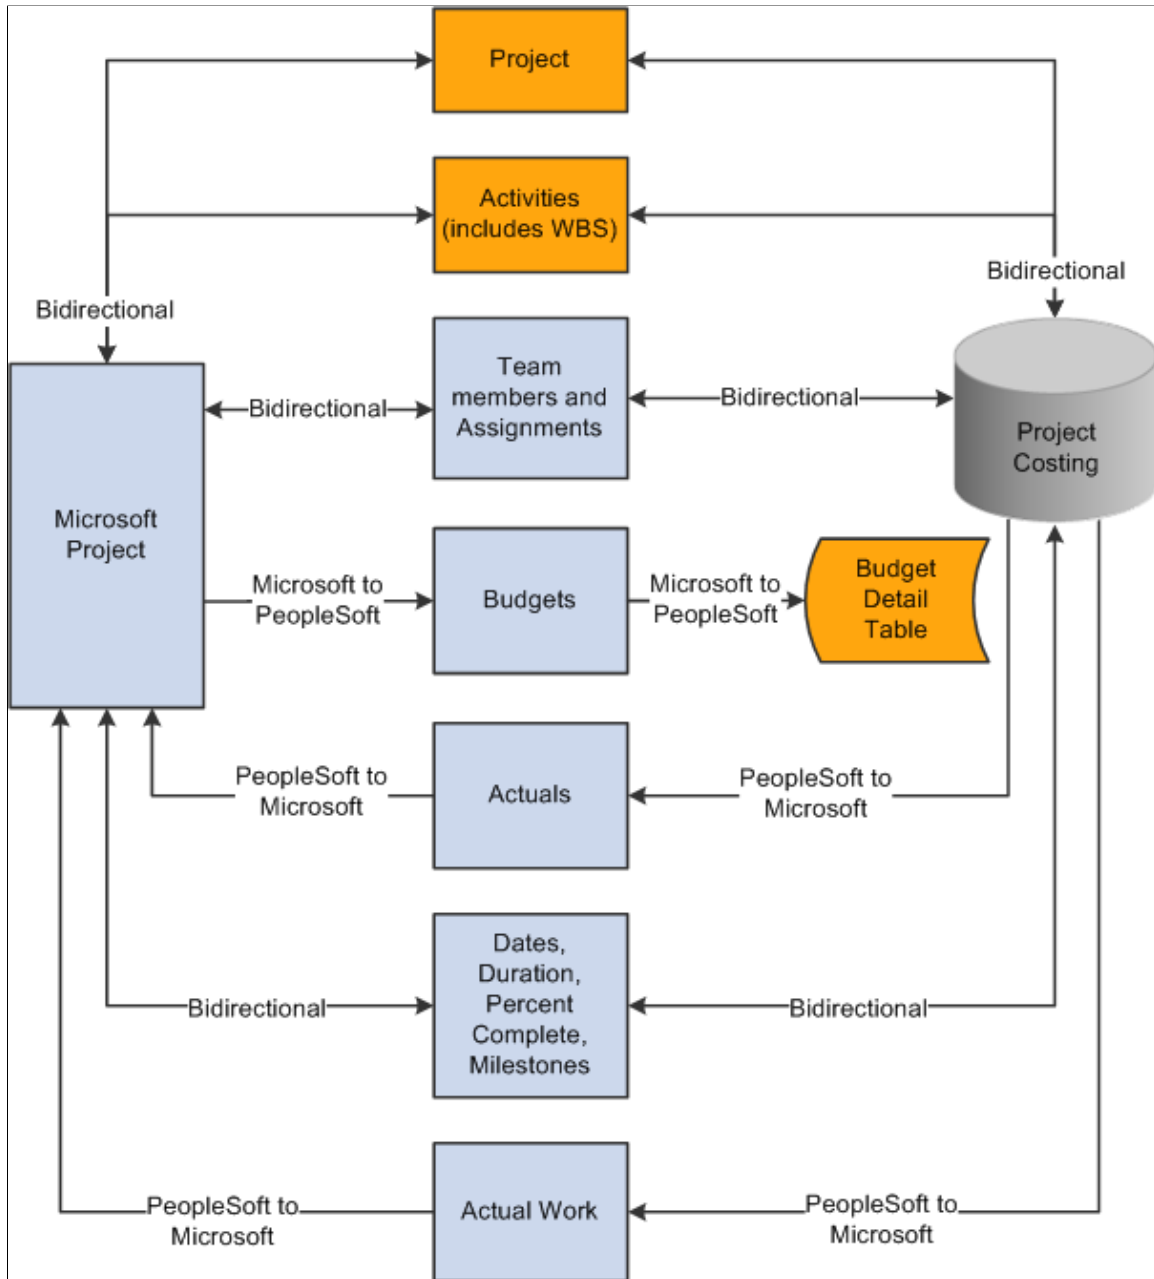 Project
Activities
(includes WBS)
Bidirectional
Bidirectional
Team
members and
Assignments
Bidirectional
Bidirectional
Project
Costing
Microsoft
Project
Microsoft to
PeopleSoft
Budgets
Microsoft to
PeopleSoft
Budget
Detail
Table
PeopleSoft to
Microsoft
Actuals
PeopleSoft to
Microsoft
Dates,
Duration,
Percent
Complete,
Milestones
Bidirectional
Bidirectional
PeopleSoft to
Microsoft
Actual Work
PeopleSoft to
Microsoft